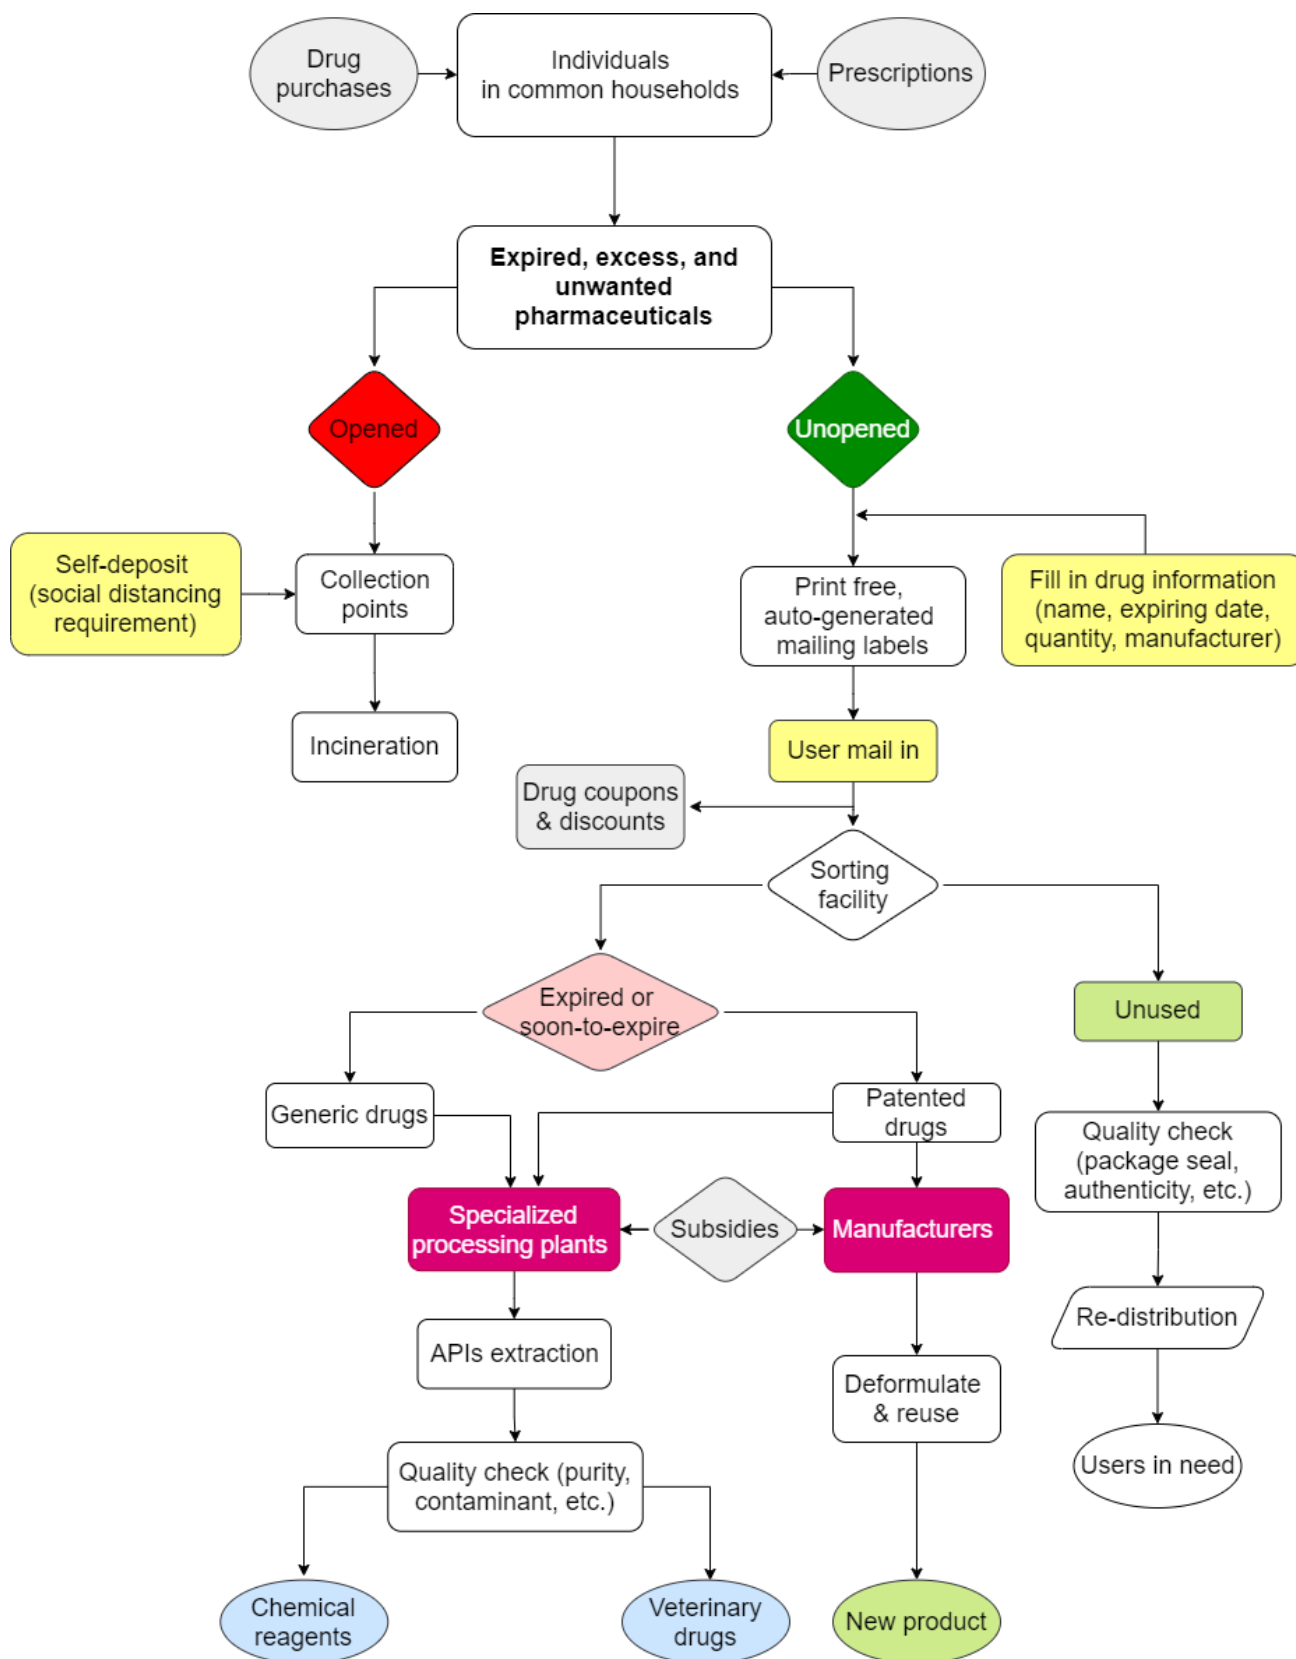 Drug
purchases
Individuals
in common households
Prescriptions
Expired, excess, and
unwanted
pharmaceuticals
Opened
Unopened
Self-deposit
(social distancing
requirement)
Collection
points
Print free,
auto-generated
mailing labels
Fill in drug information
(name, expiring date,
quantity, manufacturer)
Incineration
User mail in
Drug coupons
& discounts
Sorting
facility
Expired or
soon-to-expire
Unused
Generic drugs
Patented
drugs
Quality check
(package seal,
authenticity, etc.)
Specialized
processing plants
Subsidies
Manufacturers
Re-distribution
APIs extraction
Deformulate
& reuse
Users in need
Quality check (purity,
contaminant, etc.)
Chemical
reagents
Veterinary
drugs
New product